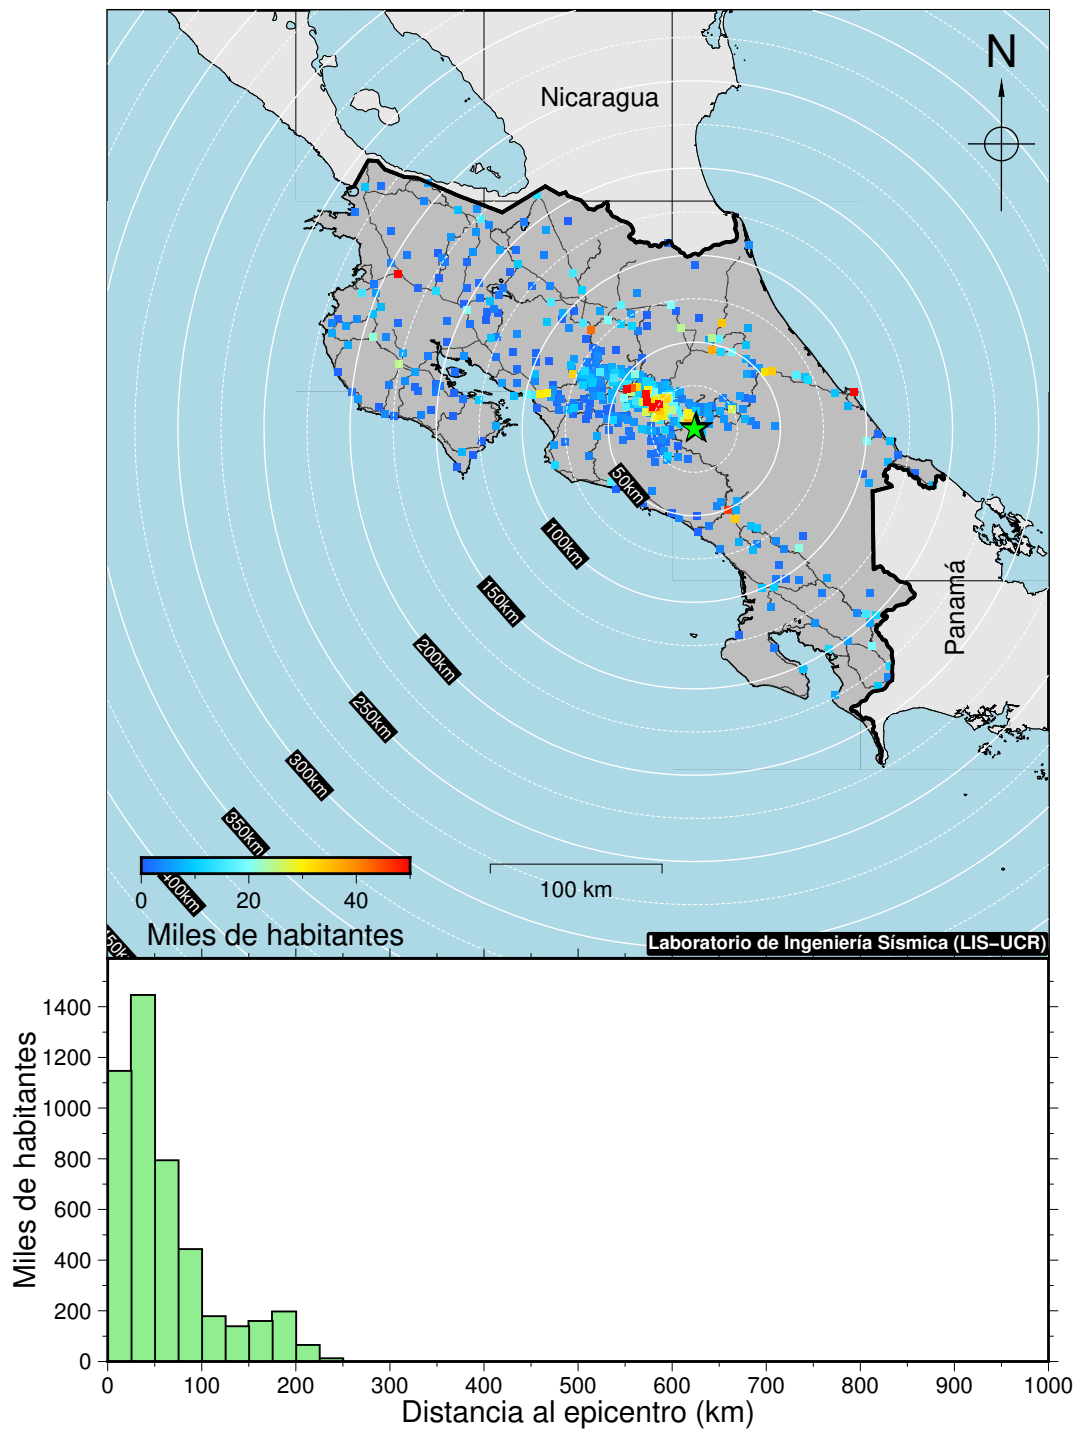 N
Nicaragua
Panamá
50km
100km
150km
200km
250km
300km
350km
400km
50k
0 20 40
Miles de habitantes
100 km
Laboratorio de Ingeniería Sísmica (LIS−UCR)
Miles de habitantes
1400
1200
1000
800
600
400
200
0
0 100 200 300 400 500 600 700 800 900 1000
Distancia al epicentro (km)